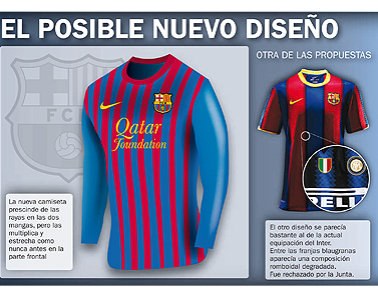 EL POSIBLE NUEVO DISEÑO
OTRA DE LAS PROPUESTAS
FC
Qatar
Foundation
La nueva camiseta
prescinde de las
rayas en las dos
mangas, pero las
multiplica y
estrecha como
nunca antes en la
parte frontal
RELL
El otro diseño se parecía
bastante al de la actual
equipación del Inter.
Entre las franjas blaugranas
aparecía una composición
romboidal degradada.
Fue rechazado por la Junta.